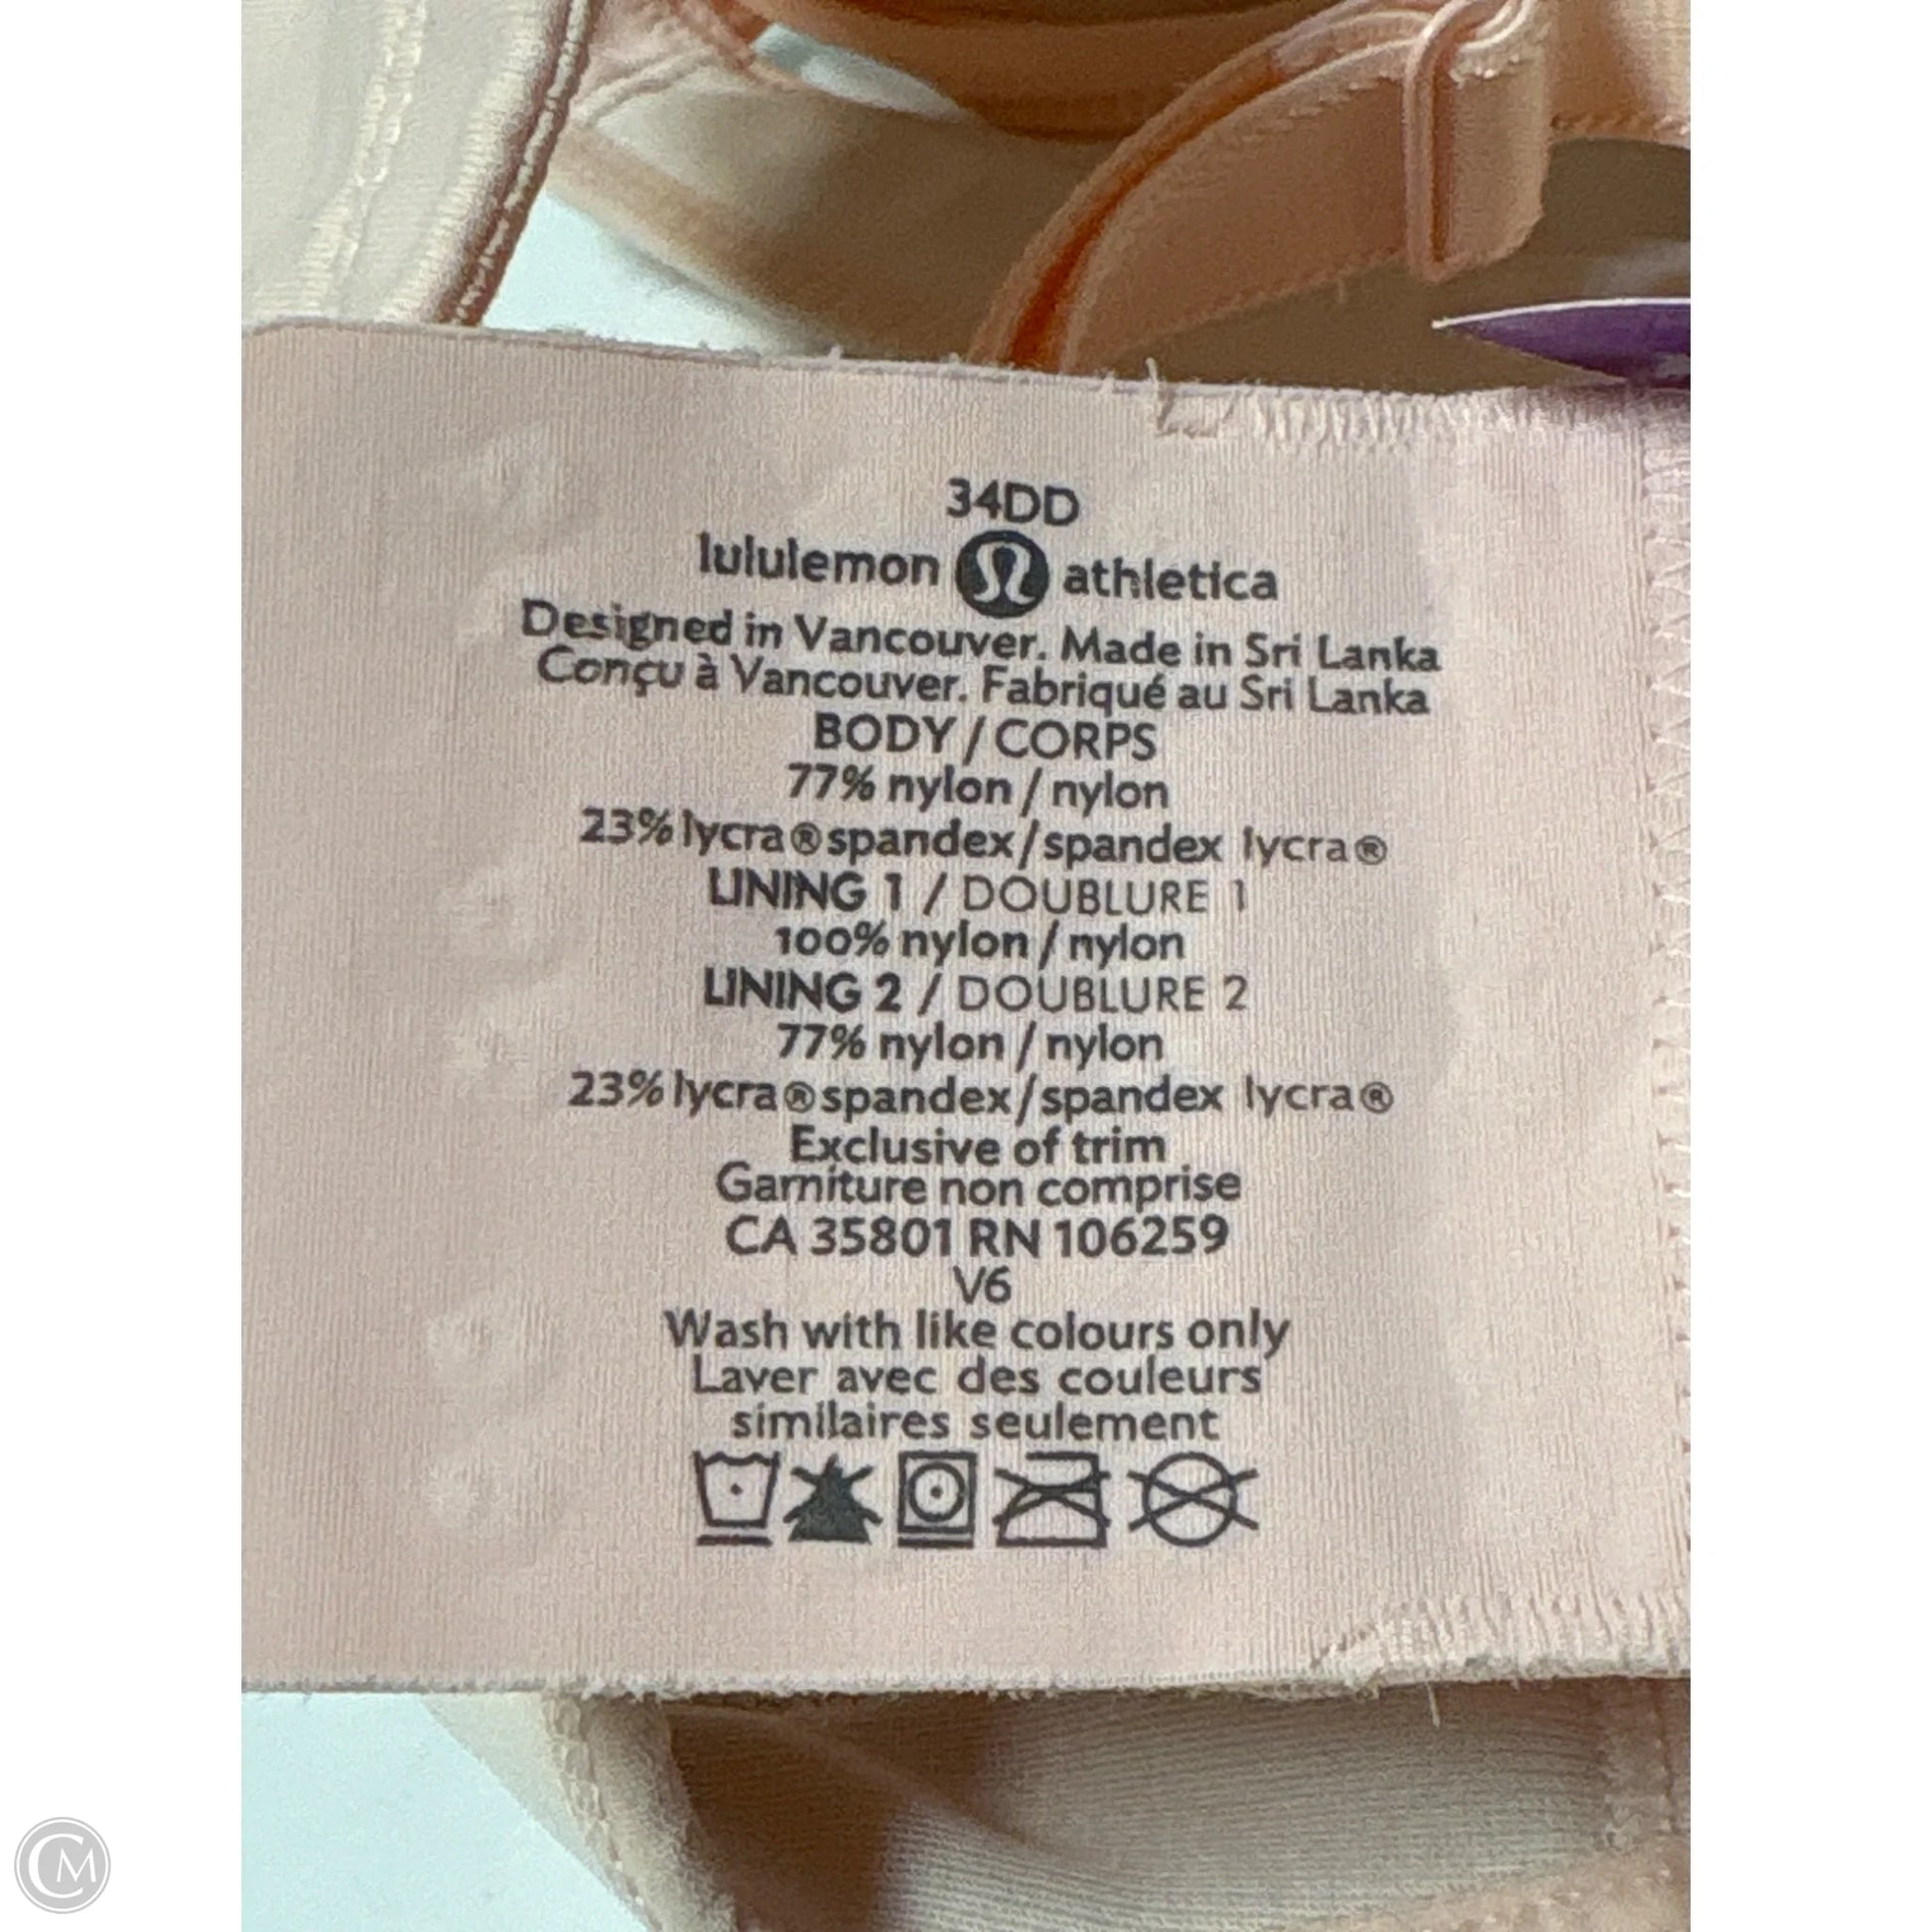 34DD
lululemon athletica
Designed in Vancouver. Made in Sri Lanka
Conçu à Vancouver. Fabriqué au Sri Lanka
BODY / CORPS
77% nylon / nylon
23% lycra® spandex/spandex lycra®
LINING 1 / DOUBLURE 1
100% nylon / nylon
LINING 2 / DOUBLURE 2
77% nylon / nylon
23% lycra® spandex/spandex lycra®
Exclusive of trim
Garniture non comprise
CA 35801 RN 106259
V6
Wash with like colours only
Laver avec des couleurs
similaires seulement
CM